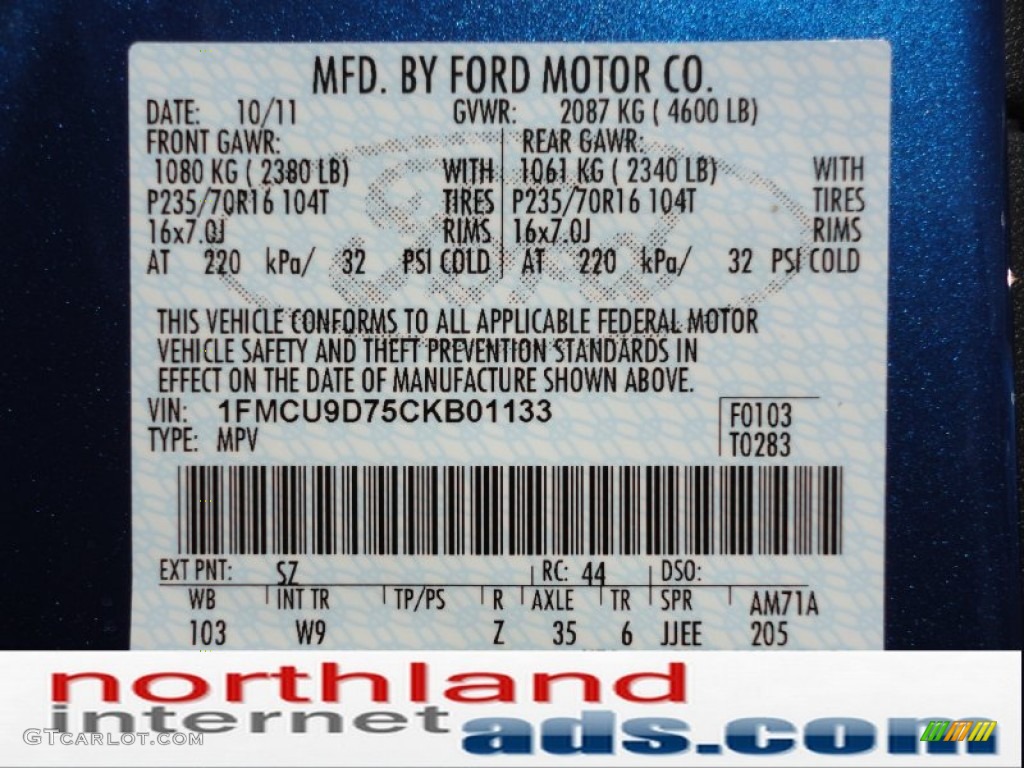 MFD. BY FORD MOTOR CO.
DATE: 10/11 GVWR: 2087 KG ( 4600 LB)
FRONT GAWR: REAR GAWR:
1080 KG ( 2380 LB) WITH 1061 KG ( 2340 LB) WITH
P235/70R16 104T TIRES P235/70R16 104T TIRES
16x7.0J RIMS 16x7.0J RIMS
AT 220 kPa/ 32 PSI COLD AT 220 kPa/ 32 PSI COLD
THIS VEHICLE CONFORMS TO ALL APPLICABLE FEDERAL MOTOR
VEHICLE SAFETY AND THEFT PREVENTION STANDARDS IN
EFFECT ON THE DATE OF MANUFACTURE SHOWN ABOVE.
VIN: 1FMCU9D75CKB01133 F0103
TYPE: MPV T0283
EXT PNT: SZ RC: 44 DSO:
WB INT TR TP/PS R AXLE TR SPR AM71A
103 W9 Z 35 6 JJEE 205
northland
internet ads.com
GTCARLOT.COM